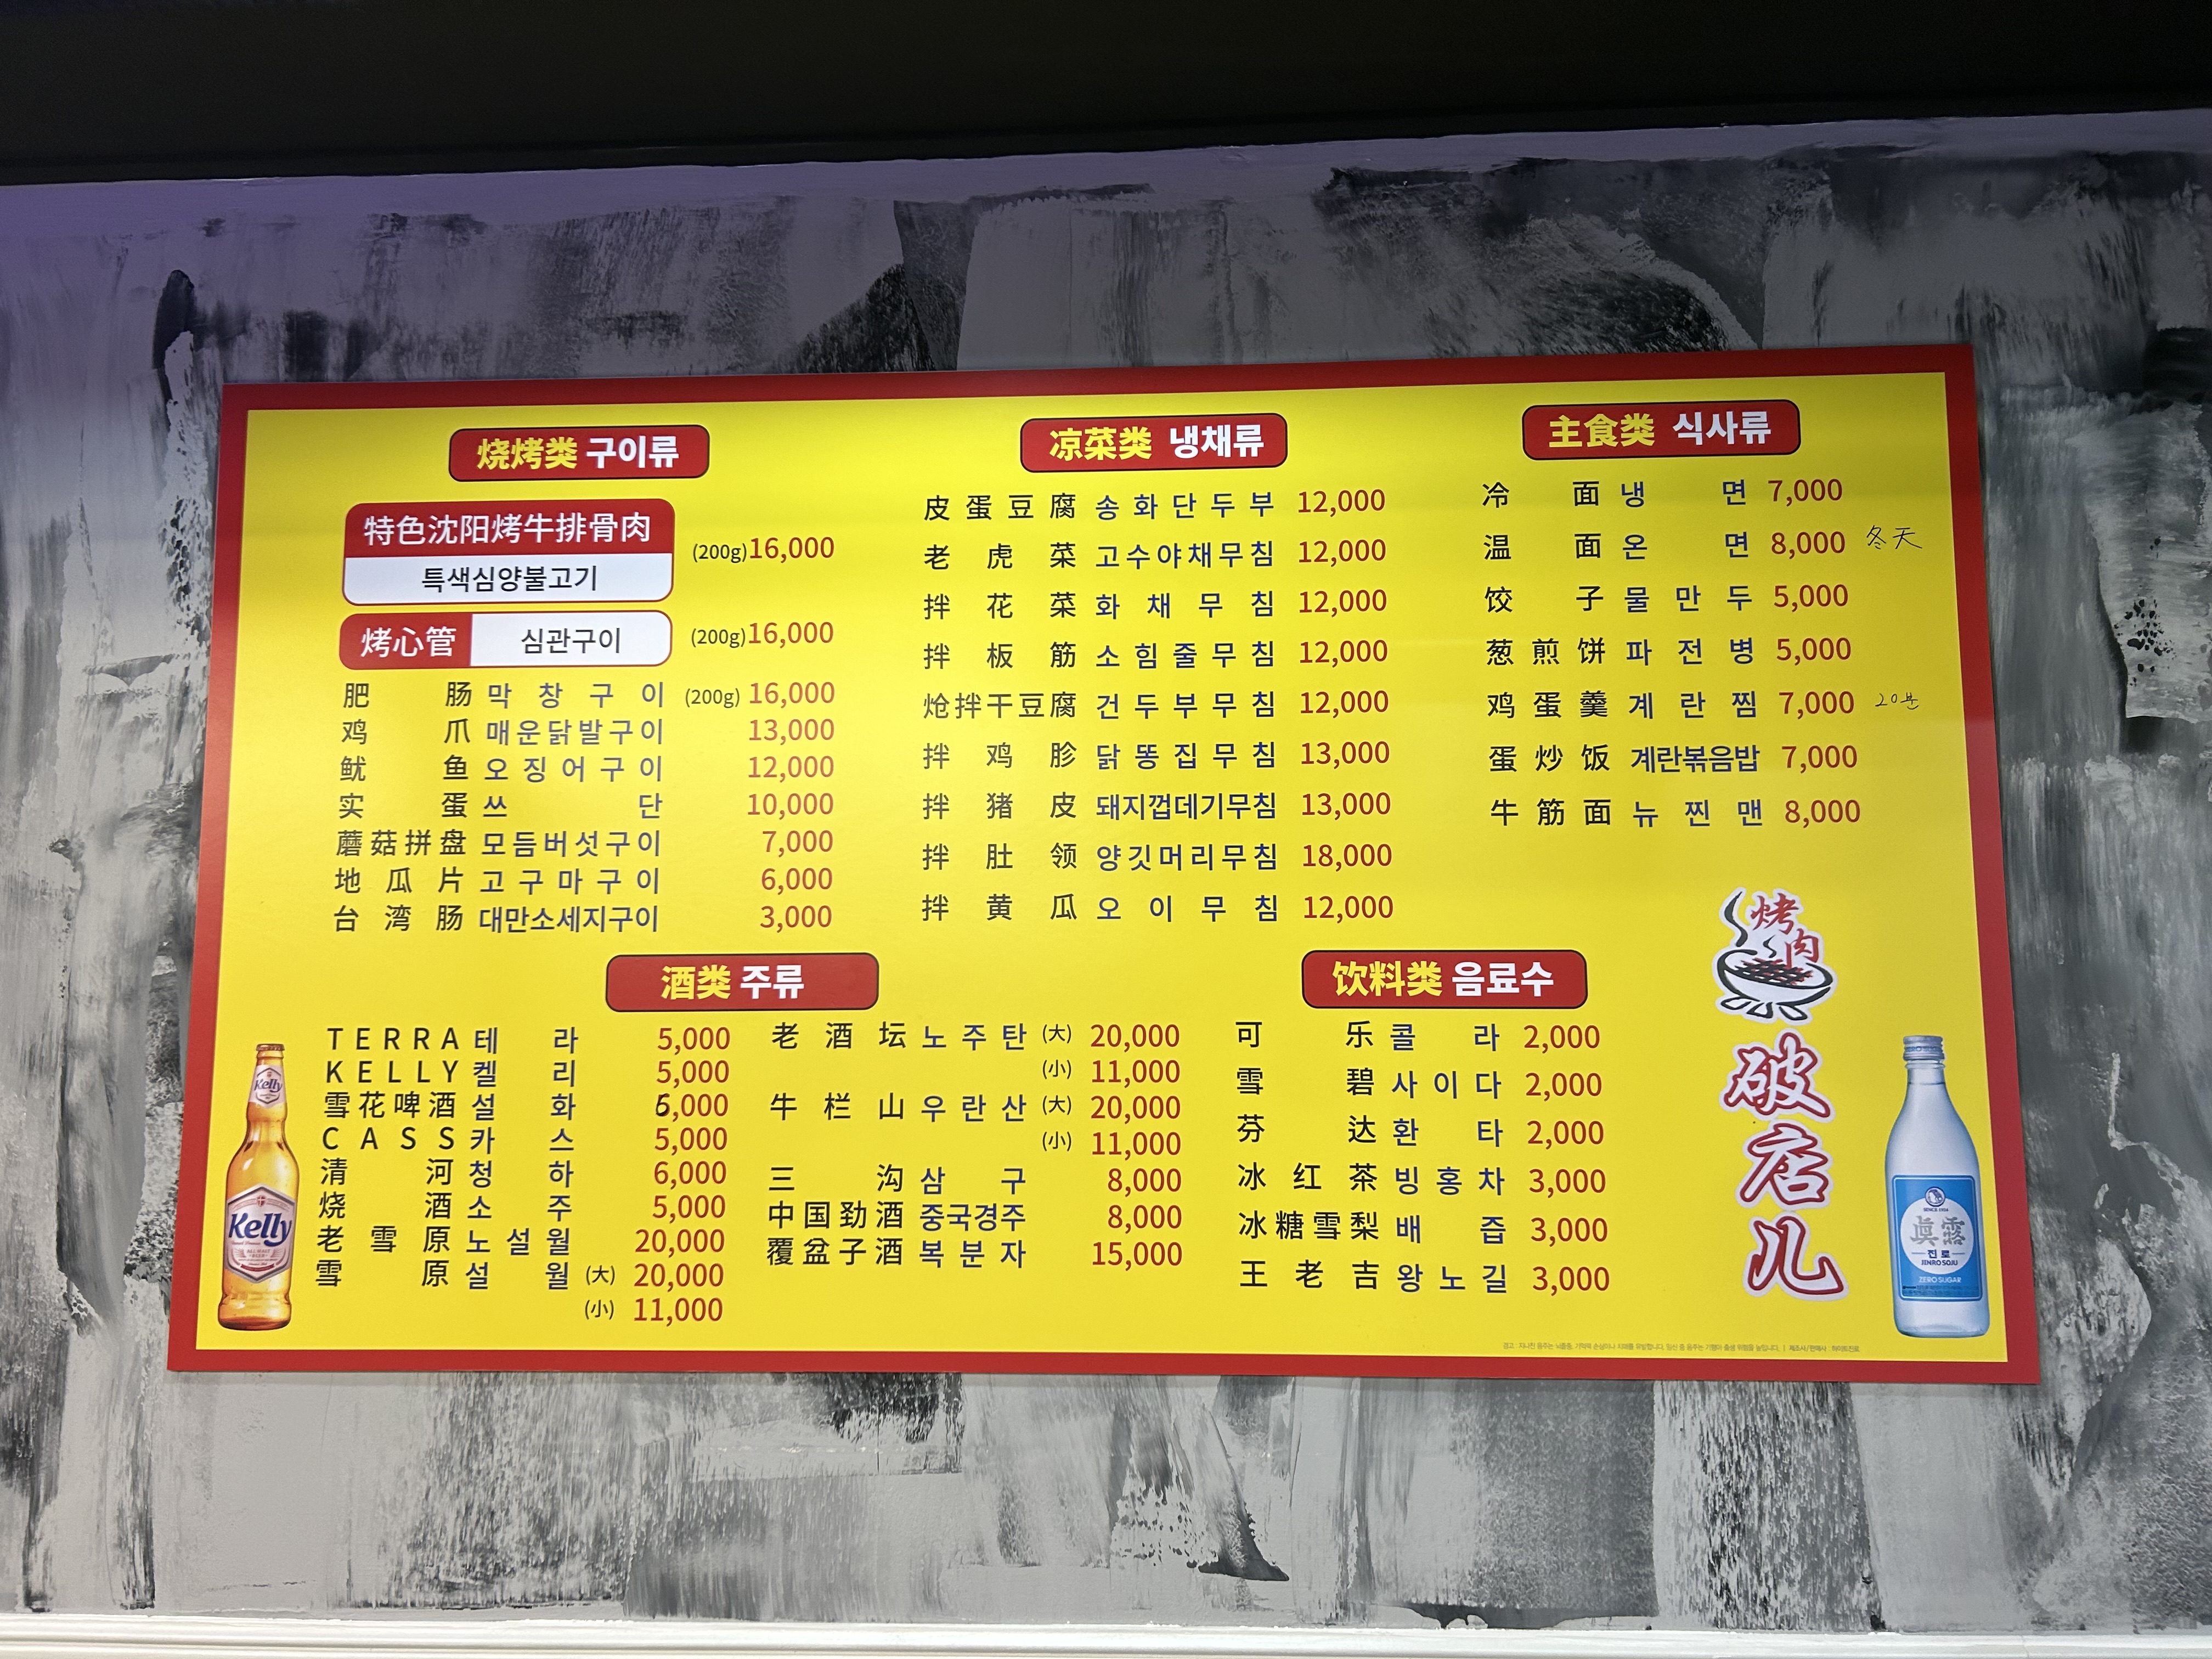 烧烤类 구이류
特色沈阳烤牛排骨肉
특색심양불고기
(200g)16,000
烤心管 심관구이 (200g)16,000
肥肠 막창구이 (200g) 16,000
鸡爪 매운닭발구이 13,000
鱿鱼 오징어구이 12,000
实蛋 쓰단 10,000
蘑菇拼盘 모듬버섯구이 7,000
地瓜片 고구마구이 6,000
台湾肠 대만소세지구이 3,000
凉菜类 냉채류
皮蛋豆腐 송화단두부 12,000
老虎菜 고수야채무침 12,000
拌花菜 화채무침 12,000
拌板筋 소힘줄무침 12,000
炝拌干豆腐 건두부무침 12,000
拌鸡胗 닭똥집무침 13,000
拌猪皮 돼지껍데기무침 13,000
拌肚领 양깃머리무침 18,000
拌黄瓜 오이무침 12,000
主食类 식사류
冷面 냉면 7,000
温面 온면 8,000 冬天
饺子 물만두 5,000
葱煎饼 파전병 5,000
鸡蛋羹 계란찜 7,000 20분
蛋炒饭 계란볶음밥 7,000
牛筋面 뉴찐맨 8,000
酒类 주류
TERRA 테라 5,000
KELLY 켈리 5,000
雪花啤酒 설화 6,000
CASS 카스 5,000
清河 청하 6,000
烧酒 소주 5,000
老雪原 노설월 20,000
雪原 설월 (大) 20,000
(小) 11,000
老酒坛 노주탄 (大) 20,000
(小) 11,000
牛栏山 우란산 (大) 20,000
(小) 11,000
三沟 삼구 8,000
中国劲酒 중국경주 8,000
覆盆子酒 복분자 15,000
饮料类 음료수
可乐 콜라 2,000
雪碧 사이다 2,000
芬达 환타 2,000
冰红茶 빙홍차 3,000
冰糖雪梨 배즙 3,000
王老吉 왕노길 3,000
烤肉
破店儿
Kelly
Kelly
SINCE 1924
眞露
진로
JINRO SOJU
ZERO SUGAR